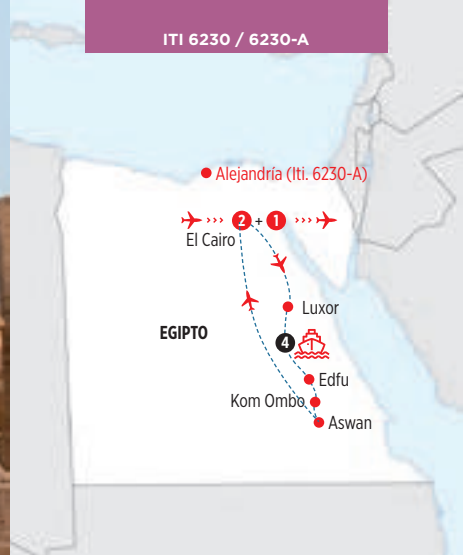 ITI 6230 / 6230-A
Alejandría (Iti. 6230-A)
2 + 1
El Cairo
Luxor
EGIPTO
4
Edfu
Kom Ombo
Aswan